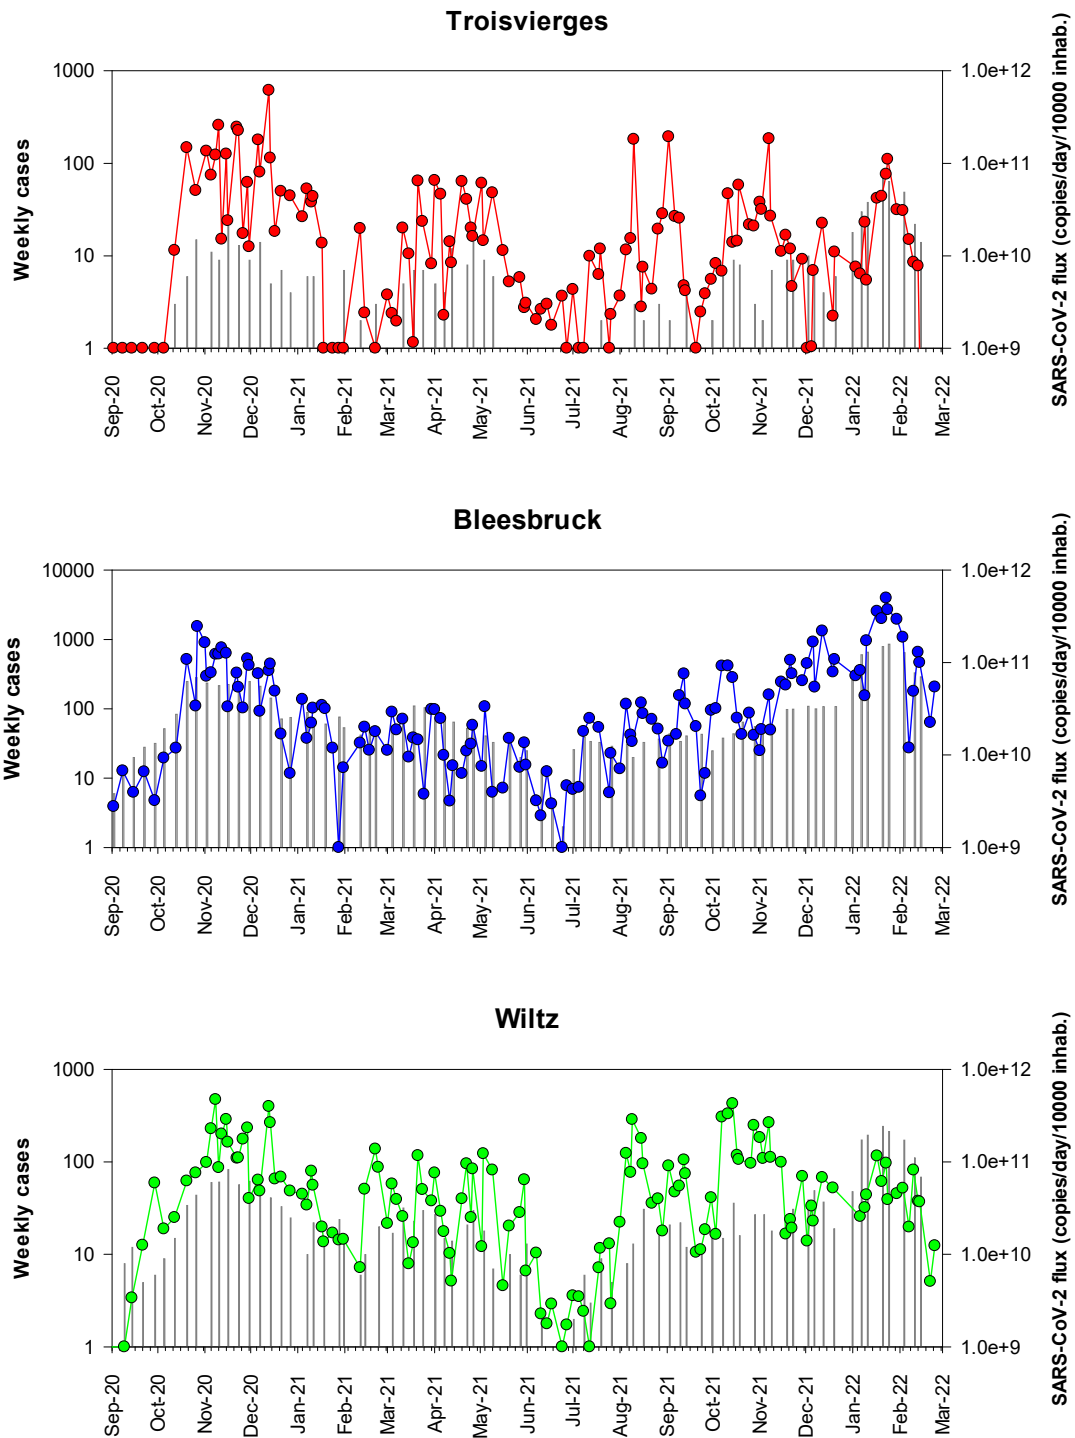 Troisvierges
Weekly cases
SARS-CoV-2 flux (copies/day/10000 inhab.)
1000
100
10
1
1.0e+12
1.0e+11
1.0e+10
1.0e+9
Sep-20
Oct-20
Nov-20
Dec-20
Jan-21
Feb-21
Mar-21
Apr-21
May-21
Jun-21
Jul-21
Aug-21
Sep-21
Oct-21
Nov-21
Dec-21
Jan-22
Feb-22
Mar-22
Bleesbruck
Weekly cases
SARS-CoV-2 flux (copies/day/10000 inhab.)
10000
1000
100
10
1
1.0e+12
1.0e+11
1.0e+10
1.0e+9
Sep-20
Oct-20
Nov-20
Dec-20
Jan-21
Feb-21
Mar-21
Apr-21
May-21
Jun-21
Jul-21
Aug-21
Sep-21
Oct-21
Nov-21
Dec-21
Jan-22
Feb-22
Mar-22
Wiltz
Weekly cases
SARS-CoV-2 flux (copies/day/10000 inhab.)
1000
100
10
1
1.0e+12
1.0e+11
1.0e+10
1.0e+9
Sep-20
Oct-20
Nov-20
Dec-20
Jan-21
Feb-21
Mar-21
Apr-21
May-21
Jun-21
Jul-21
Aug-21
Sep-21
Oct-21
Nov-21
Dec-21
Jan-22
Feb-22
Mar-22